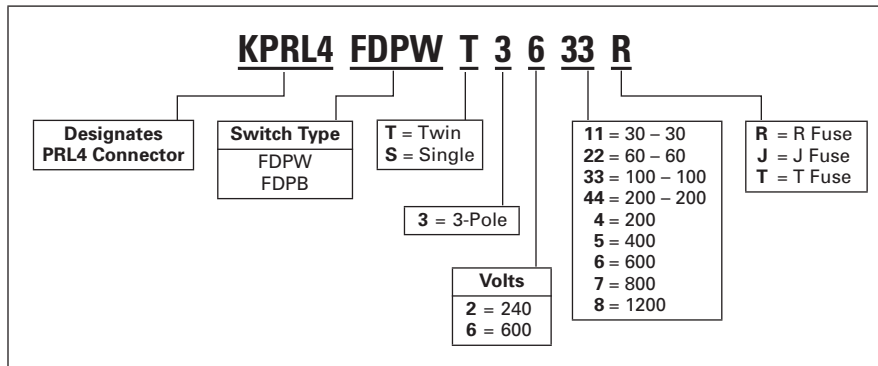 KPRL4 FDPW T 3 6 33 R
Designates
PRL4 Connector
Switch Type
FDPW
FDPB
T = Twin
S = Single
3 = 3-Pole
Volts
2 = 240
6 = 600
11 = 30 – 30
22 = 60 – 60
33 = 100 – 100
44 = 200 – 200
4 = 200
5 = 400
6 = 600
7 = 800
8 = 1200
R = R Fuse
J = J Fuse
T = T Fuse